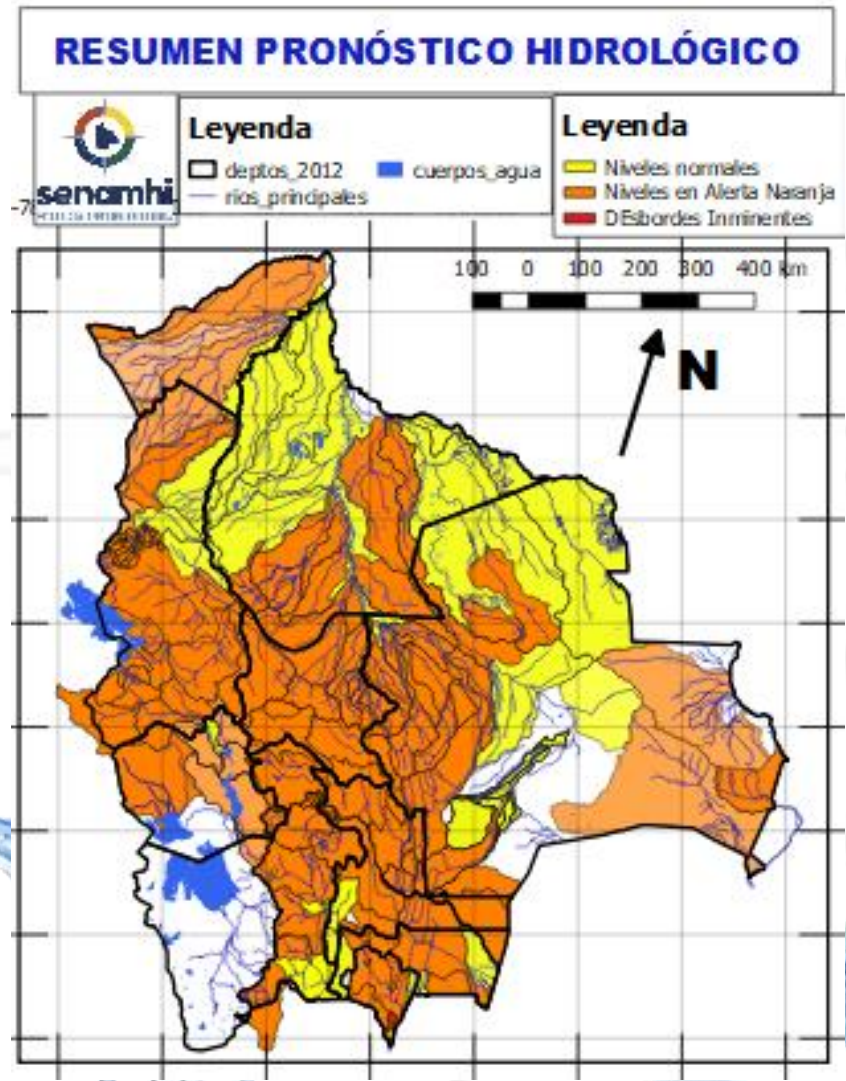 RESUMEN PRONÓSTICO HIDROLÓGICO
senamhi
Leyenda
deptos_2012
cuerpos_agua
rios_principales
Leyenda
Niveles normales
Niveles en Alerta Naranja
DEsbordes Inminentes
100 0 100 200 300 400 km
N